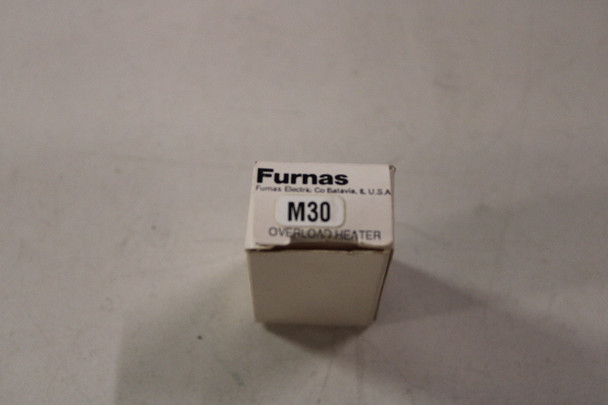 Furnas
Furnas Electric Co Batavia, IL U.S.A
M30
OVERLOAD HEATER